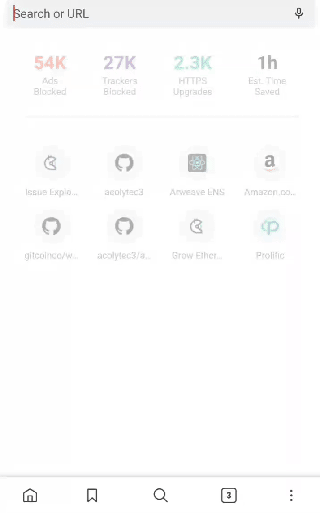 Search or URL
54K 27K 2.3K 1h
Ads Trackers HTTPS Est. Time
Blocked Blocked Upgrades Saved
Issue Explo... acolytec3 Anweave ENS Amazon.co...
gitcoinco/w... acolytec3/a... Grow Ether... Prolific
3